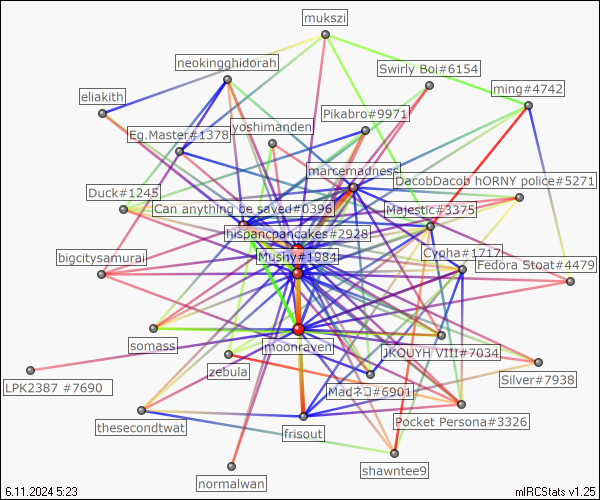 mukszi
neokingghidorah
Swirly Boi#6154
eliakith
ming#4742
Pikabro#9971
Eg.Master#1378
yoshimanden
marcemadness
DacobDacob hORNY police#5271
Duck#1245
Can anything be saved#0396
Majestic#3375
hispancpancakes#2928
bigcitysamurai
Mushy#1984
Cypha#1717
Fedora Stoat#4479
somass
moonraven
JKOUYH VIII#7034
zebula
Silver#7938
LPK2387 #7690
Madネコ#6901
thesecondtwat
frisout
Pocket Persona#3326
shawntee9
normalwan
6.11.2024 5:23
mIRCStats v1.25